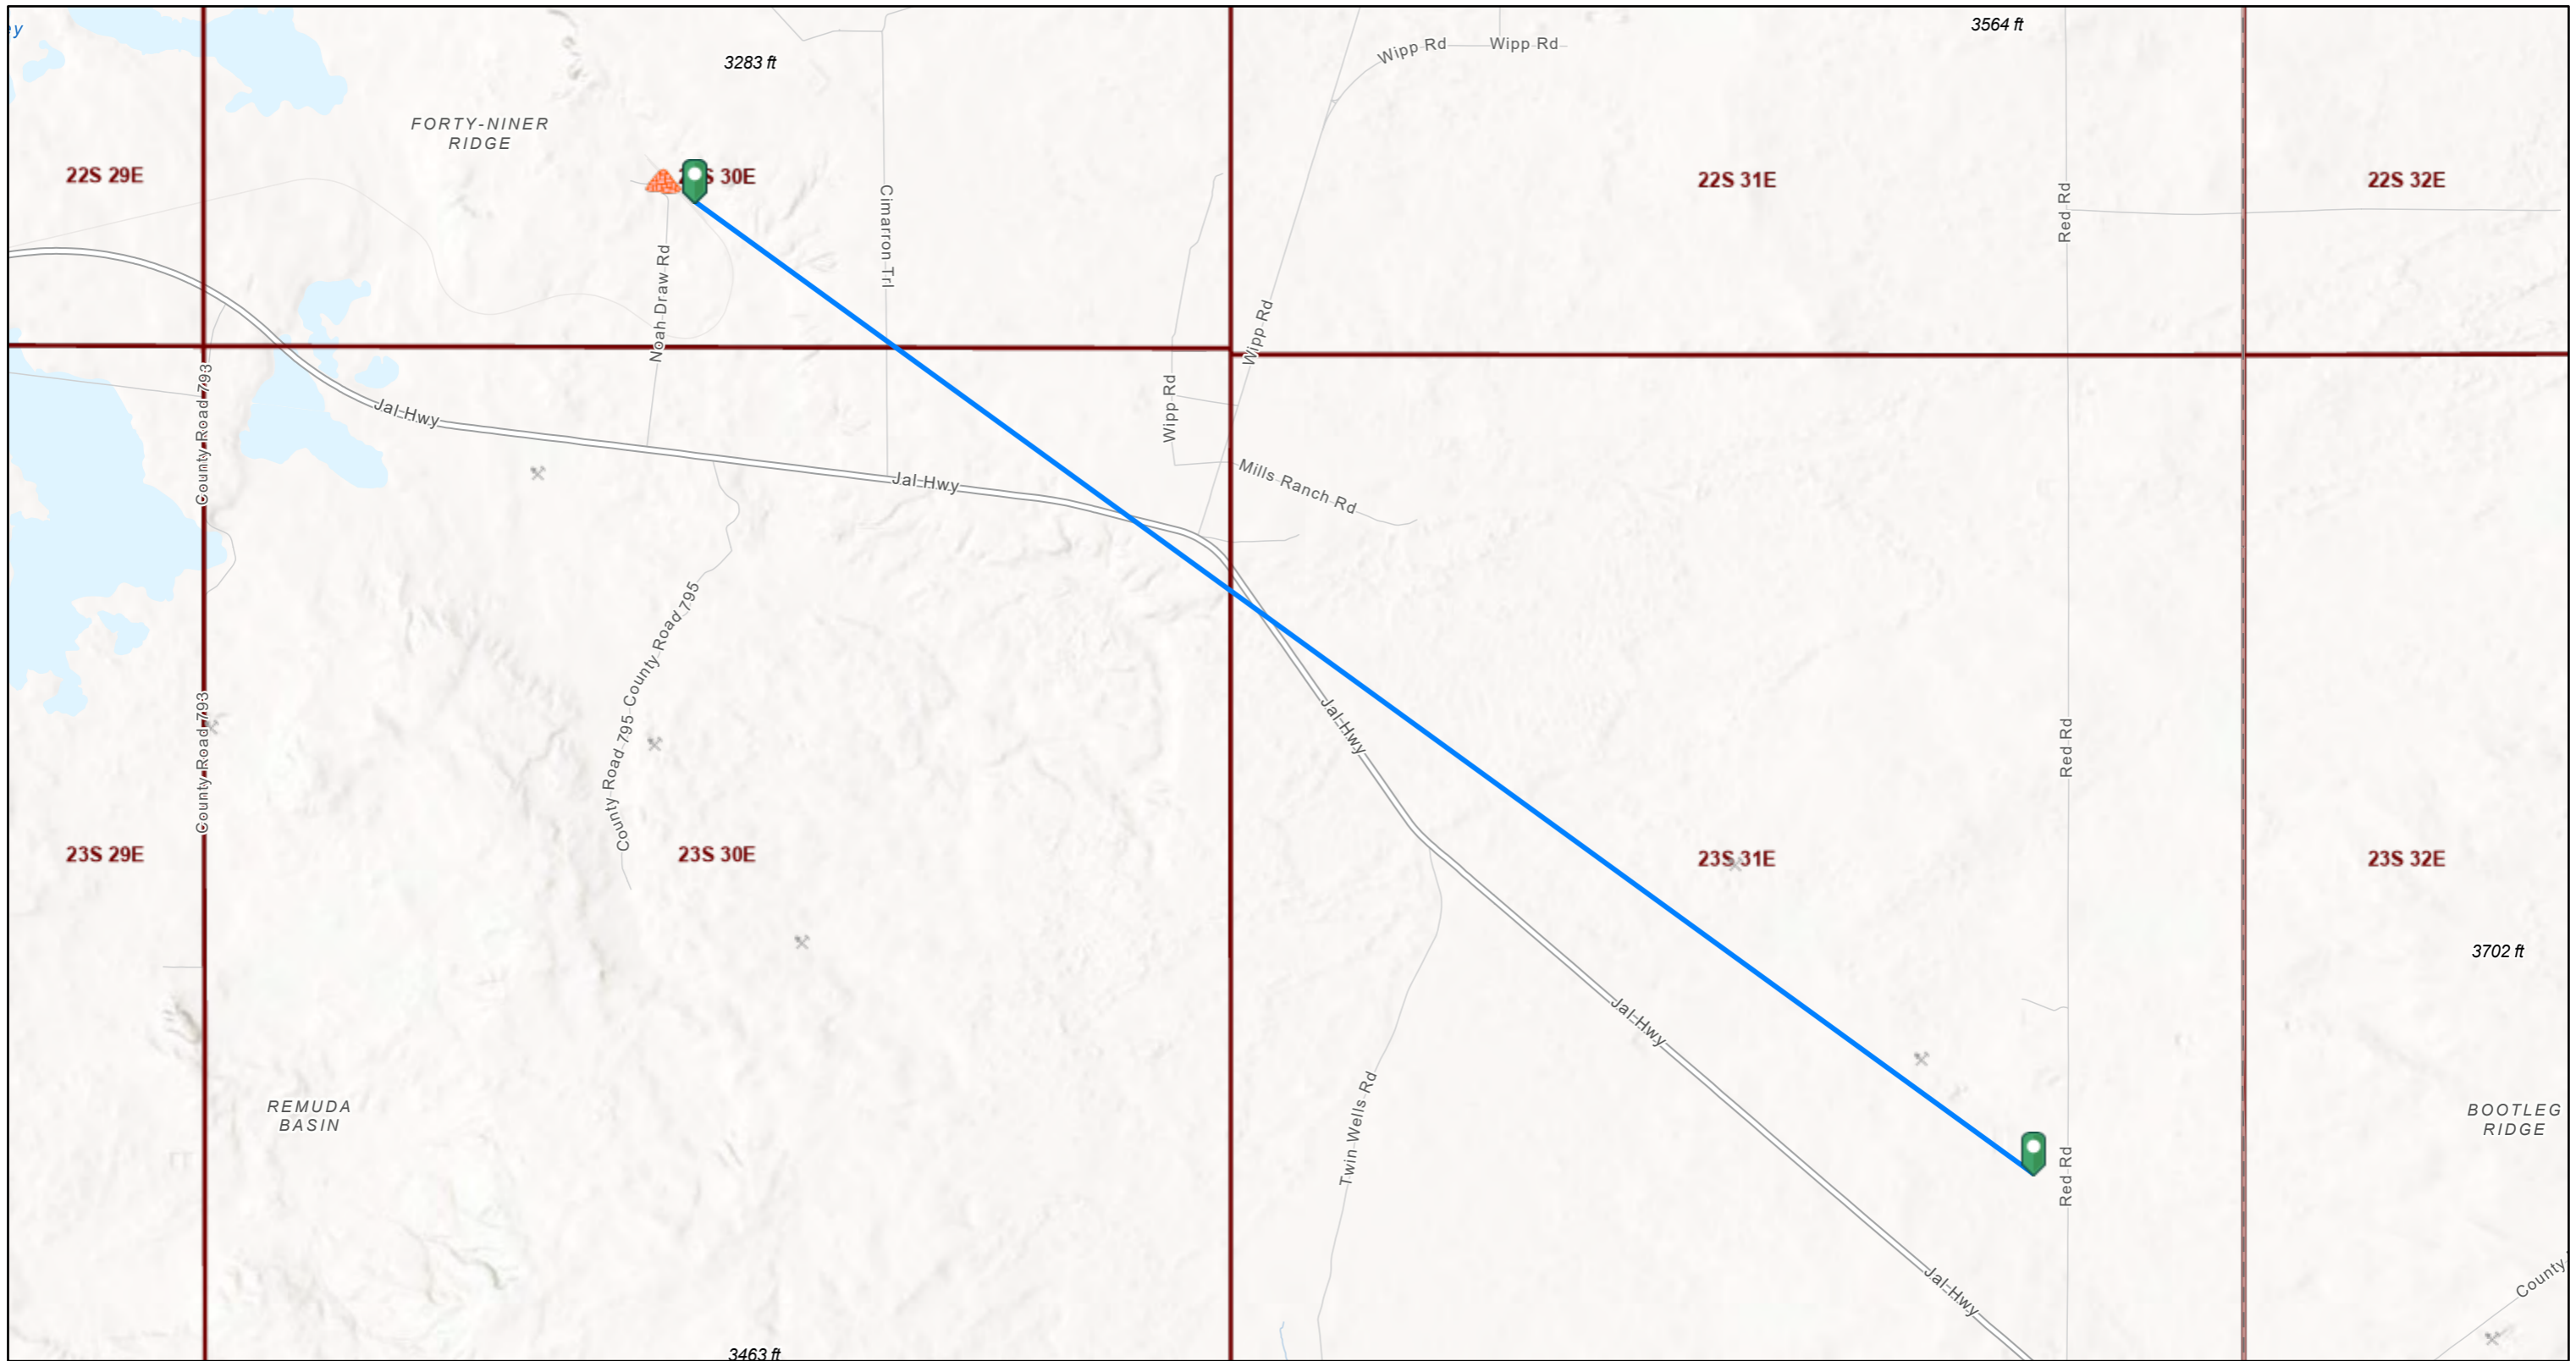 3564 ft
Wipp Rd
Wipp Rd
3283 ft
FORTY-NINER
RIDGE
22S 29E
S 30E
22S 31E
22S 32E
Red Rd
Cimarron Trl
Noah Draw Rd
Wipp Rd
Wipp Rd
County Road 793
Jal Hwy
Jal Hwy
Mills Ranch Rd
County Road 795
County Road 795
County Road 793
Jal Hwy
Red Rd
23S 29E
23S 30E
23S 31E
23S 32E
3702 ft
Jal Hwy
REMUDA
BASIN
Twin Wells Rd
BOOTLEG
RIDGE
Red Rd
Jal Hwy
County
3463 ft